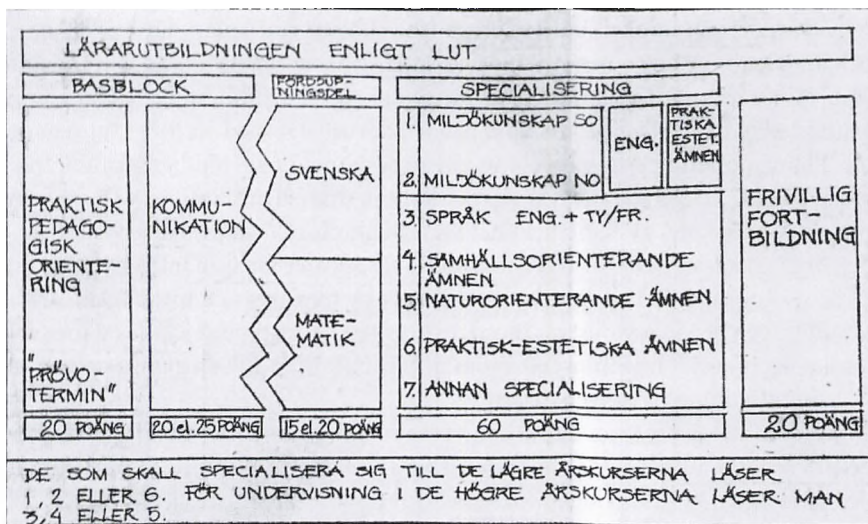 LÄRARUTBILDNINGEN ENLIGT LUT
BASBLOCK
FÖRDJUP-
NINGSDEL
SPECIALISERING
PRAKTISK
PEDAGO-
GISK
ORIENTE-
RING
"
PRÖVO-
TERMIN"
20 POÄNG
KOMMU-
NIKATION
20 el. 25 POÄNG
SVENSKA
MATE-
MATIK
15 el. 20 POÄNG
1. MILJÖKUNSKAP SO
2. MILJÖKUNSKAP NO
ENG.
PRAK-
TISKA
ESTET.
ÄMNEN
3. SPRÅK ENG. + TY/FR.
4. SAMHÄLLSORIENTERANDE
ÄMNEN
5. NATURORIENTERANDE ÄMNEN
6. PRAKTISK-ESTETISKA ÄMNEN
7. ANNAN SPECIALISERING
60 POÄNG
FRIVILLIG
FORT-
BILDNING
20 POÄNG
DE SOM SKALL SPECIALISERA SIG TILL DE LÄGRE ÅRSKURSERNA LÄSER
1, 2 ELLER 6. FÖR UNDERVISNING I DE HÖGRE ÅRSKURSERNA LÄSER MAN
3, 4 ELLER 5.